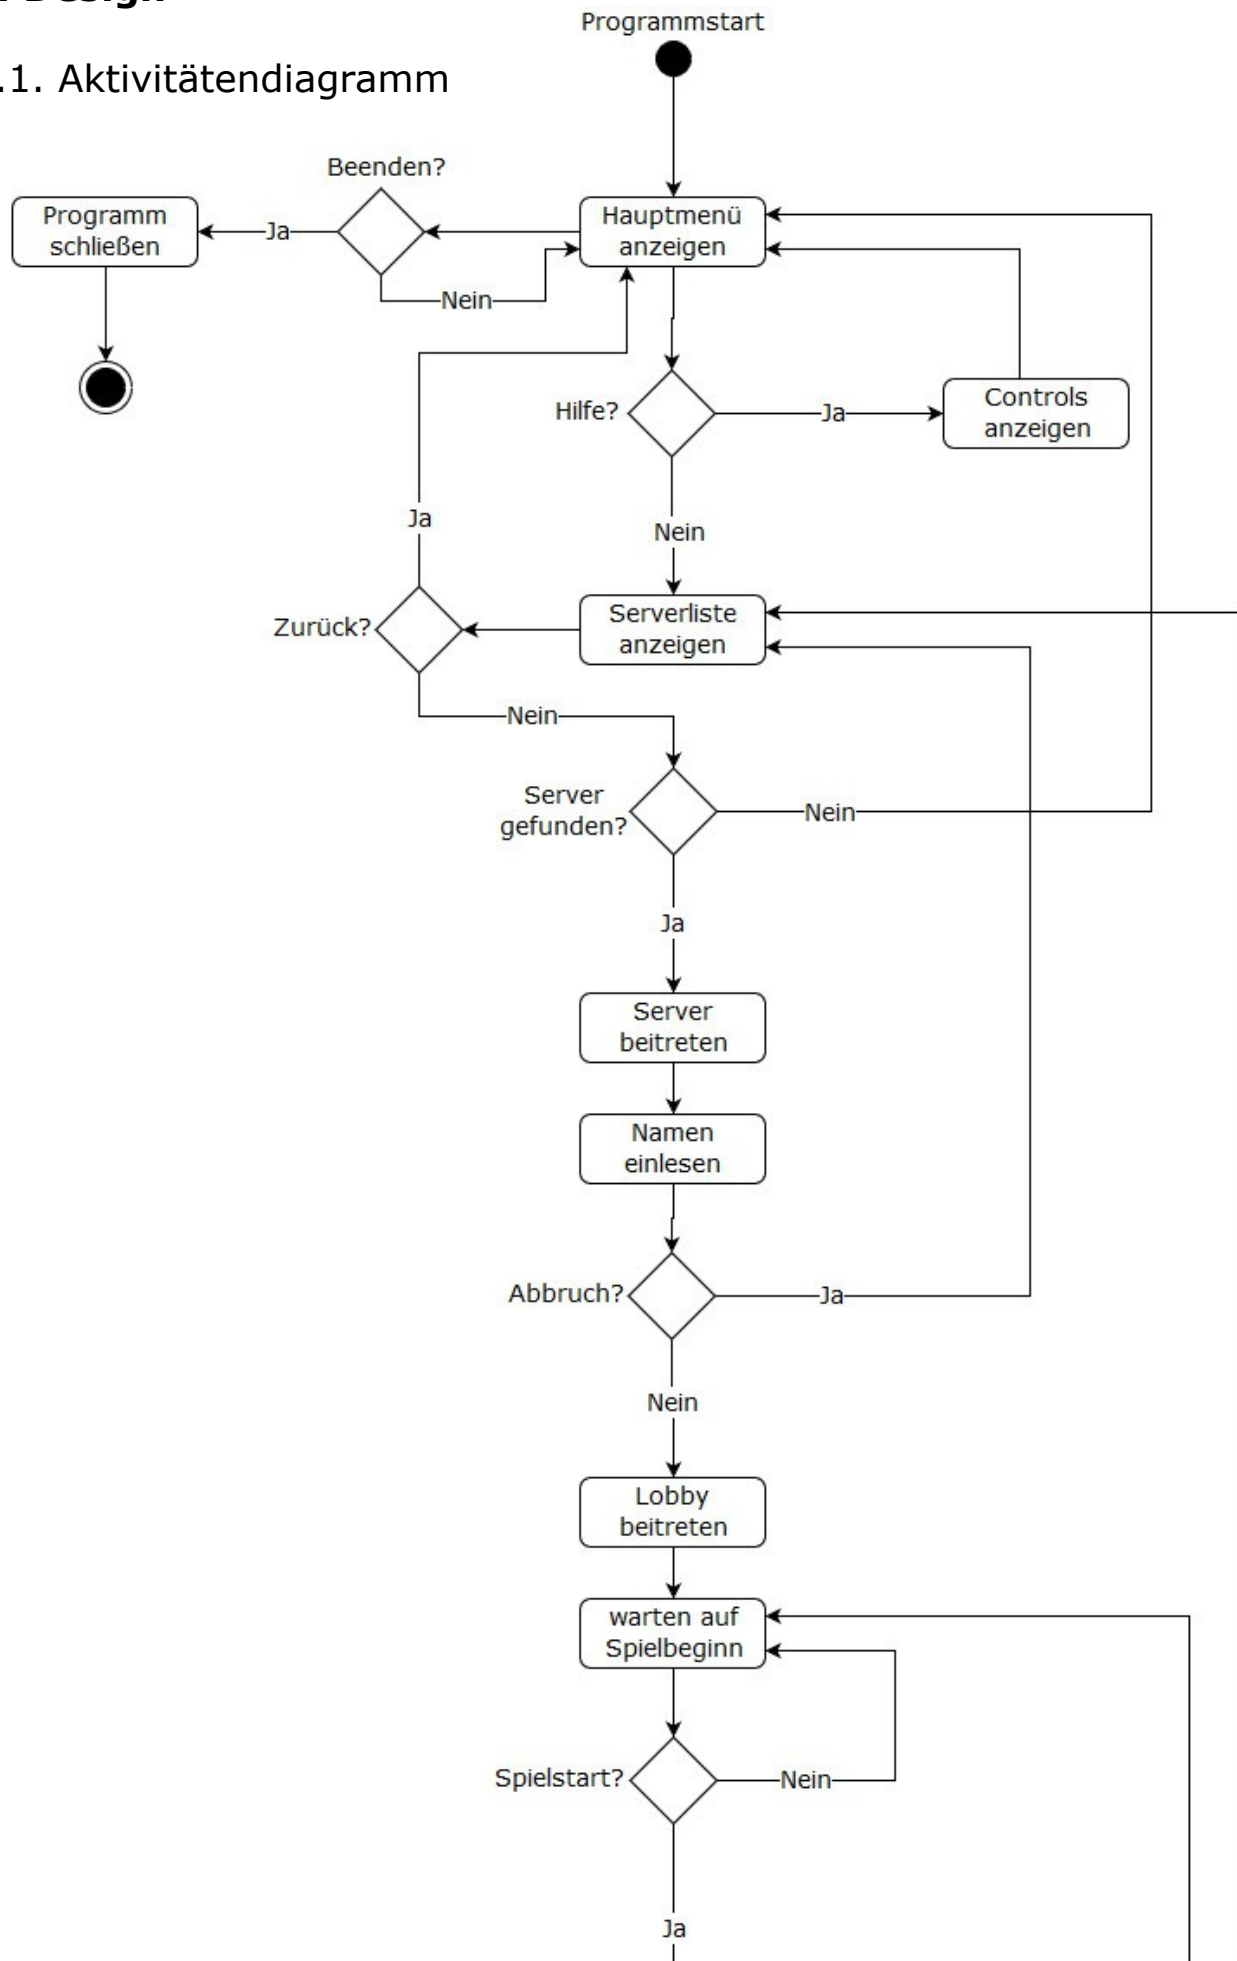 Design
.1. Aktivitätendiagramm
Programmstart
Beenden?
Programm
schließen
Ja
Hauptmenü
anzeigen
Nein
Hilfe?
Ja
Controls
anzeigen
Ja
Nein
Zurück?
Serverliste
anzeigen
Nein
Server
gefunden?
Nein
Ja
Server
beitreten
Namen
einlesen
Abbruch?
Ja
Nein
Lobby
beitreten
warten auf
Spielbeginn
Spielstart?
Nein
Ja